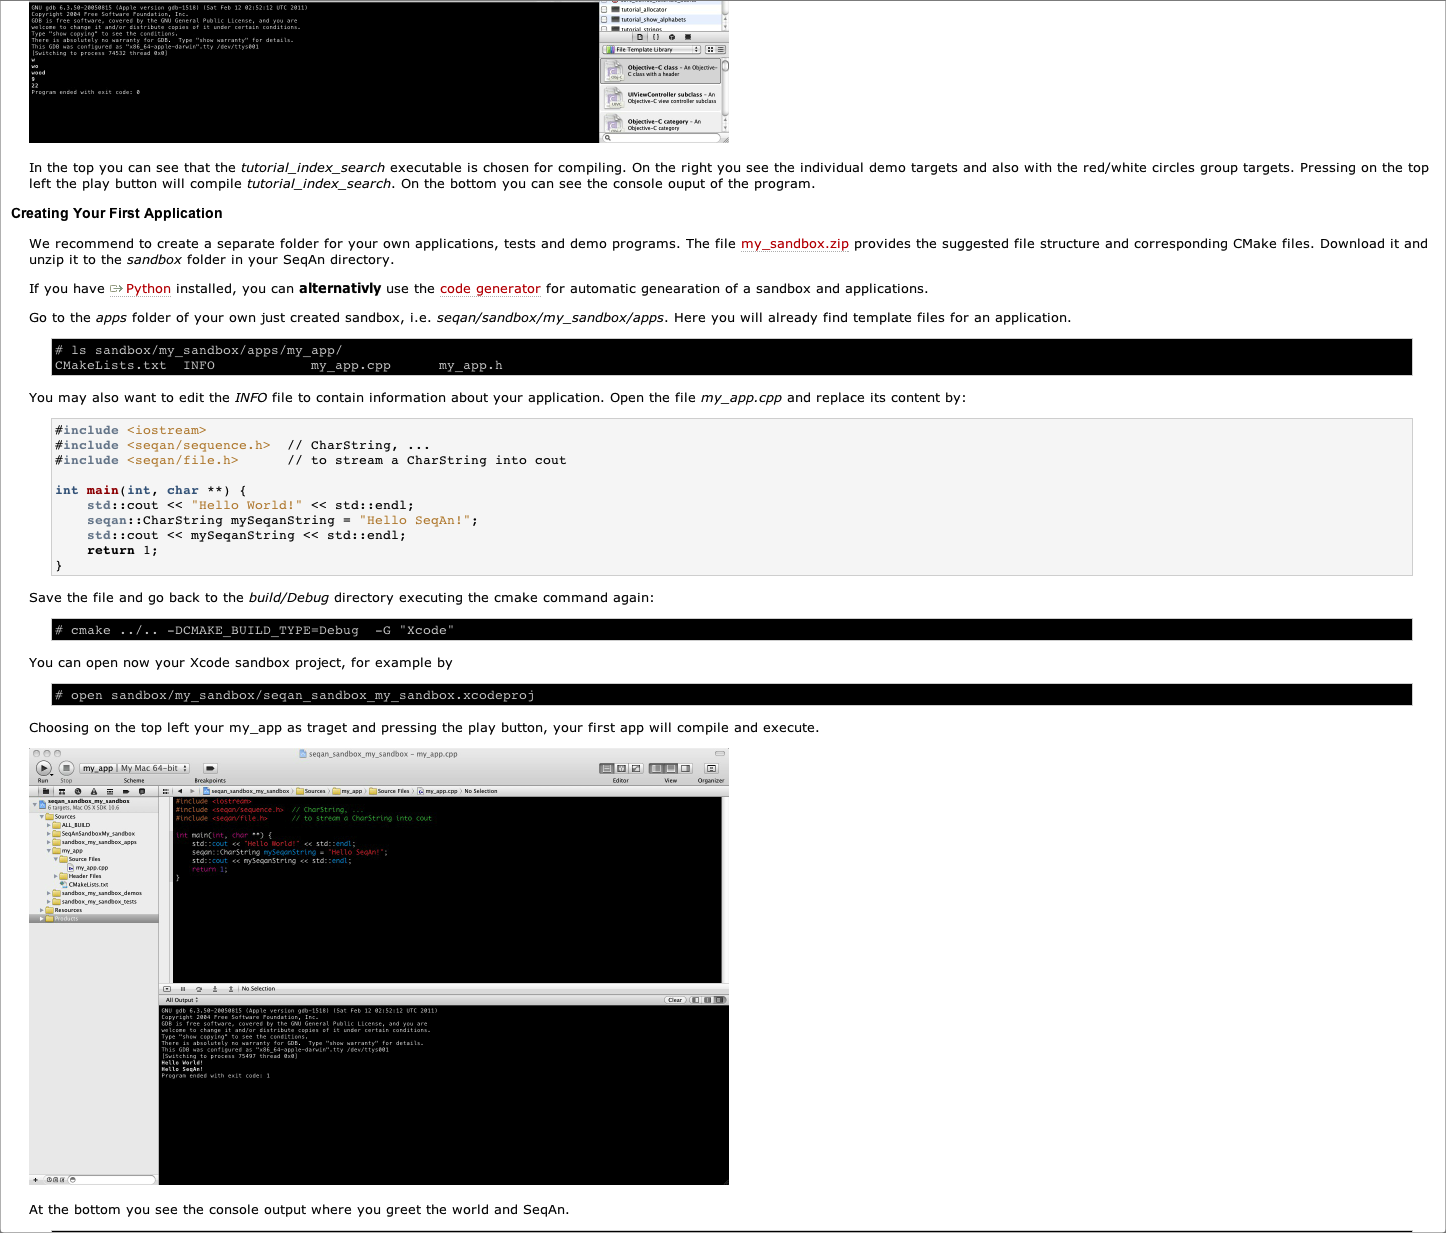 GNU gdb 6.3.50-20050815 (Apple version gdb-1518) (Sat Feb 12 02:52:12 UTC 2011)
Copyright 2004 Free Software Foundation, Inc.
GDB is free software, covered by the GNU General Public License, and you are
welcome to change it and/or distribute copies of it under certain conditions.
Type "show copying" to see the conditions.
There is absolutely no warranty for GDB.  Type "show warranty" for details.
This GDB was configured as "x86_64-apple-darwin".tty /dev/ttys001
[Switching to process 74532 thread 0x0]
w
wo
wood
9
22
Program ended with exit code: 0
tutorial_allocator
tutorial_show_alphabets
tutorial_strings
File Template Library
Objective-C class - An Objective-
C class with a header
UIViewController subclass - An
Objective-C view controller subclass
Objective-C category - An
Objective-C category
In the top you can see that the tutorial_index_search executable is chosen for compiling. On the right you see the individual demo targets and also with the red/white circles group targets. Pressing on the top
left the play button will compile tutorial_index_search. On the bottom you can see the console ouput of the program.
Creating Your First Application
We recommend to create a separate folder for your own applications, tests and demo programs. The file my_sandbox.zip provides the suggested file structure and corresponding CMake files. Download it and
unzip it to the sandbox folder in your SeqAn directory.
If you have Python installed, you can alternativly use the code generator for automatic genearation of a sandbox and applications.
Go to the apps folder of your own just created sandbox, i.e. seqan/sandbox/my_sandbox/apps. Here you will already find template files for an application.
# ls sandbox/my_sandbox/apps/my_app/
CMakeLists.txt  INFO            my_app.cpp      my_app.h
You may also want to edit the INFO file to contain information about your application. Open the file my_app.cpp and replace its content by:
#include <iostream>
#include <seqan/sequence.h>  // CharString, ...
#include <seqan/file.h>      // to stream a CharString into cout
int main(int, char **) {
    std::cout << "Hello World!" << std::endl;
    seqan::CharString mySeqanString = "Hello SeqAn!";
    std::cout << mySeqanString << std::endl;
    return 1;
}
Save the file and go back to the build/Debug directory executing the cmake command again:
# cmake ../.. -DCMAKE_BUILD_TYPE=Debug  -G "Xcode"
You can open now your Xcode sandbox project, for example by
# open sandbox/my_sandbox/seqan_sandbox_my_sandbox.xcodeproj
Choosing on the top left your my_app as traget and pressing the play button, your first app will compile and execute.
seqan_sandbox_my_sandbox - my_app.cpp
my_app My Mac 64-bit
Run Stop Scheme Breakpoints Editor View Organizer
seqan_sandbox_my_sandbox Sources my_app Source Files my_app.cpp No Selection
seqan_sandbox_my_sandbox
6 targets, Mac OS X SDK 10.6
Sources
ALL_BUILD
SeqAnSandboxMy_sandbox
sandbox_my_sandbox_apps
my_app
Source Files
my_app.cpp
Header Files
CMakeLists.txt
sandbox_my_sandbox_demos
sandbox_my_sandbox_tests
Resources
Products
#include <iostream>
#include <seqan/sequence.h>  // CharString, ...
#include <seqan/file.h>      // to stream a CharString into cout
int main(int, char **) {
    std::cout << "Hello World!" << std::endl;
    seqan::CharString mySeqanString = "Hello SeqAn!";
    std::cout << mySeqanString << std::endl;
    return 1;
}
No Selection
All Output
Clear
GNU gdb 6.3.50-20050815 (Apple version gdb-1518) (Sat Feb 12 02:52:12 UTC 2011)
Copyright 2004 Free Software Foundation, Inc.
GDB is free software, covered by the GNU General Public License, and you are
welcome to change it and/or distribute copies of it under certain conditions.
Type "show copying" to see the conditions.
There is absolutely no warranty for GDB.  Type "show warranty" for details.
This GDB was configured as "x86_64-apple-darwin".tty /dev/ttys001
[Switching to process 75497 thread 0x0]
Hello World!
Hello SeqAn!
Program ended with exit code: 1
At the bottom you see the console output where you greet the world and SeqAn.